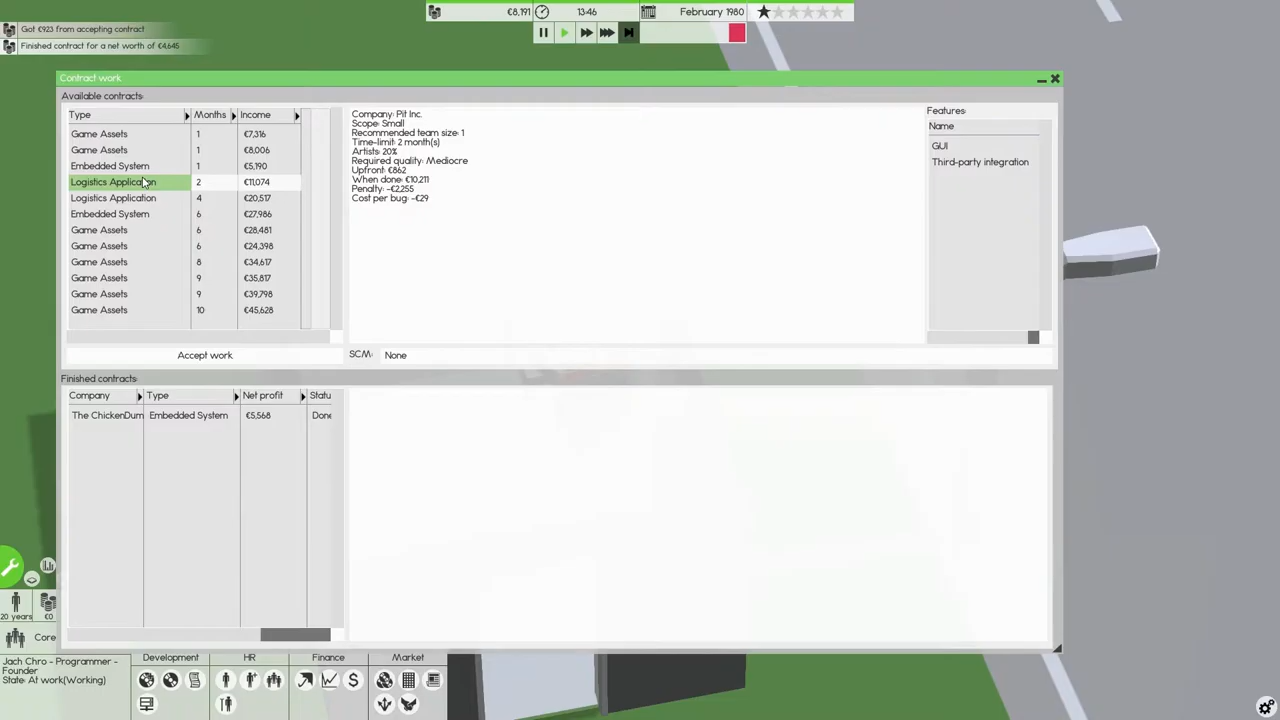 Got €923 from accepting contract
Finished contract for a net worth of €4,645
€8,191 13:46 February 1980
Contract work
Available contracts:
Type Months Income
Game Assets 1 €7,316
Game Assets 1 €8,006
Embedded System 1 €5,190
Logistics Application 2 €11,074
Logistics Application 4 €20,517
Embedded System 6 €27,986
Game Assets 6 €28,481
Game Assets 6 €24,398
Game Assets 8 €34,617
Game Assets 9 €35,817
Game Assets 9 €39,798
Game Assets 10 €45,628
Company: Pit Inc.
Scope: Small
Recommended team size: 1
Time-limit: 2 month(s)
Artists: 20%
Required quality: Mediocre
Upfront: €862
When done: €10,211
Penalty: -€2,255
Cost per bug: -€29
Features:
Name
GUI
Third-party integration
Accept work
SCM: None
Finished contracts:
Company Type Net profit Statu
The ChickenDum Embedded System €5,568 Done
20 years €0
Core
Jach Chro - Programmer -
Founder
State: At work(Working)
Development HR Finance Market